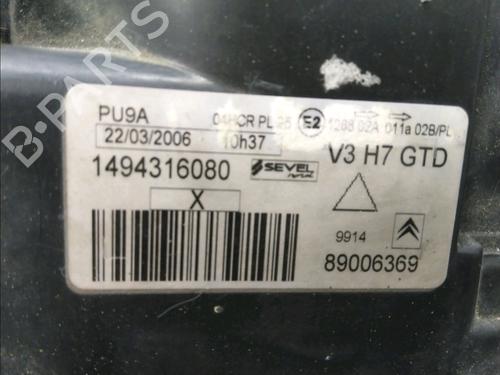 B-PARTS
PU9A 04HCR PL 25 E2 1268 02A 011a 02B/PL
22/03/2006 10h37 V3 H7 GTD
1494316080 SEVEL
X
9914
89006369